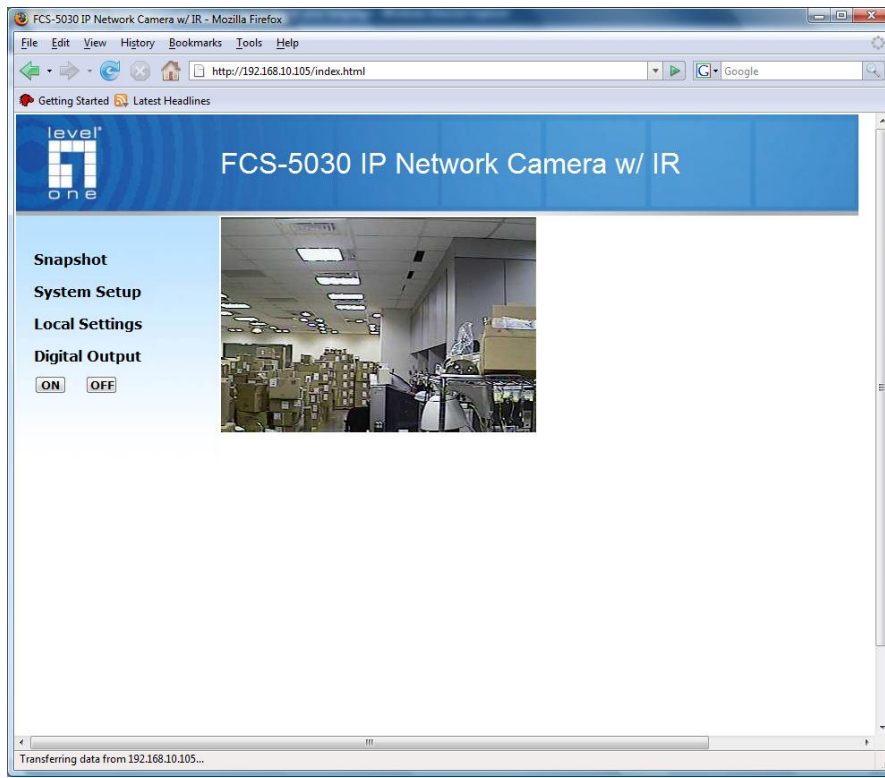 FCS-5030 IP Network Camera w/ IR - Mozilla Firefox
File Edit View History Bookmarks Tools Help
http://192.168.10.105/index.html
G Google
Getting Started Latest Headlines
level
one
FCS-5030 IP Network Camera w/ IR
Snapshot
System Setup
Local Settings
Digital Output
ON OFF
Transferring data from 192.168.10.105...